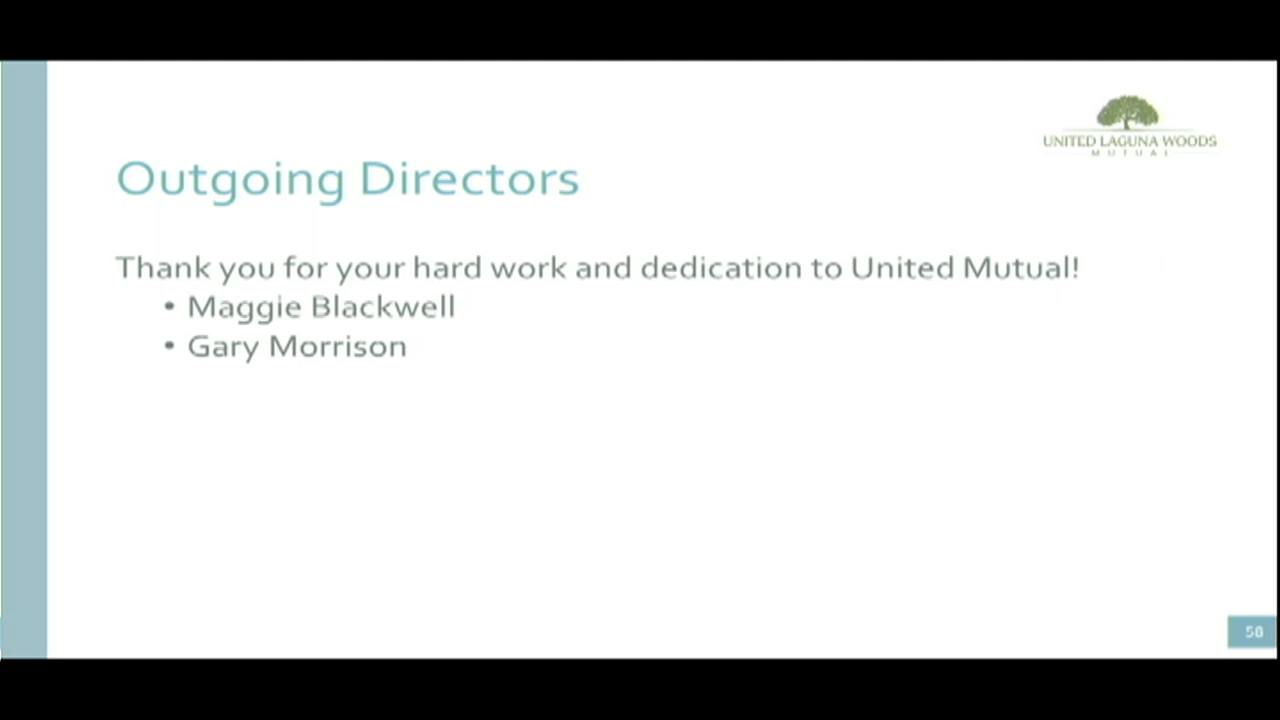 UNITED LAGUNA WOODS
MUTUAL
Outgoing Directors
Thank you for your hard work and dedication to United Mutual!
• Maggie Blackwell
• Gary Morrison
50